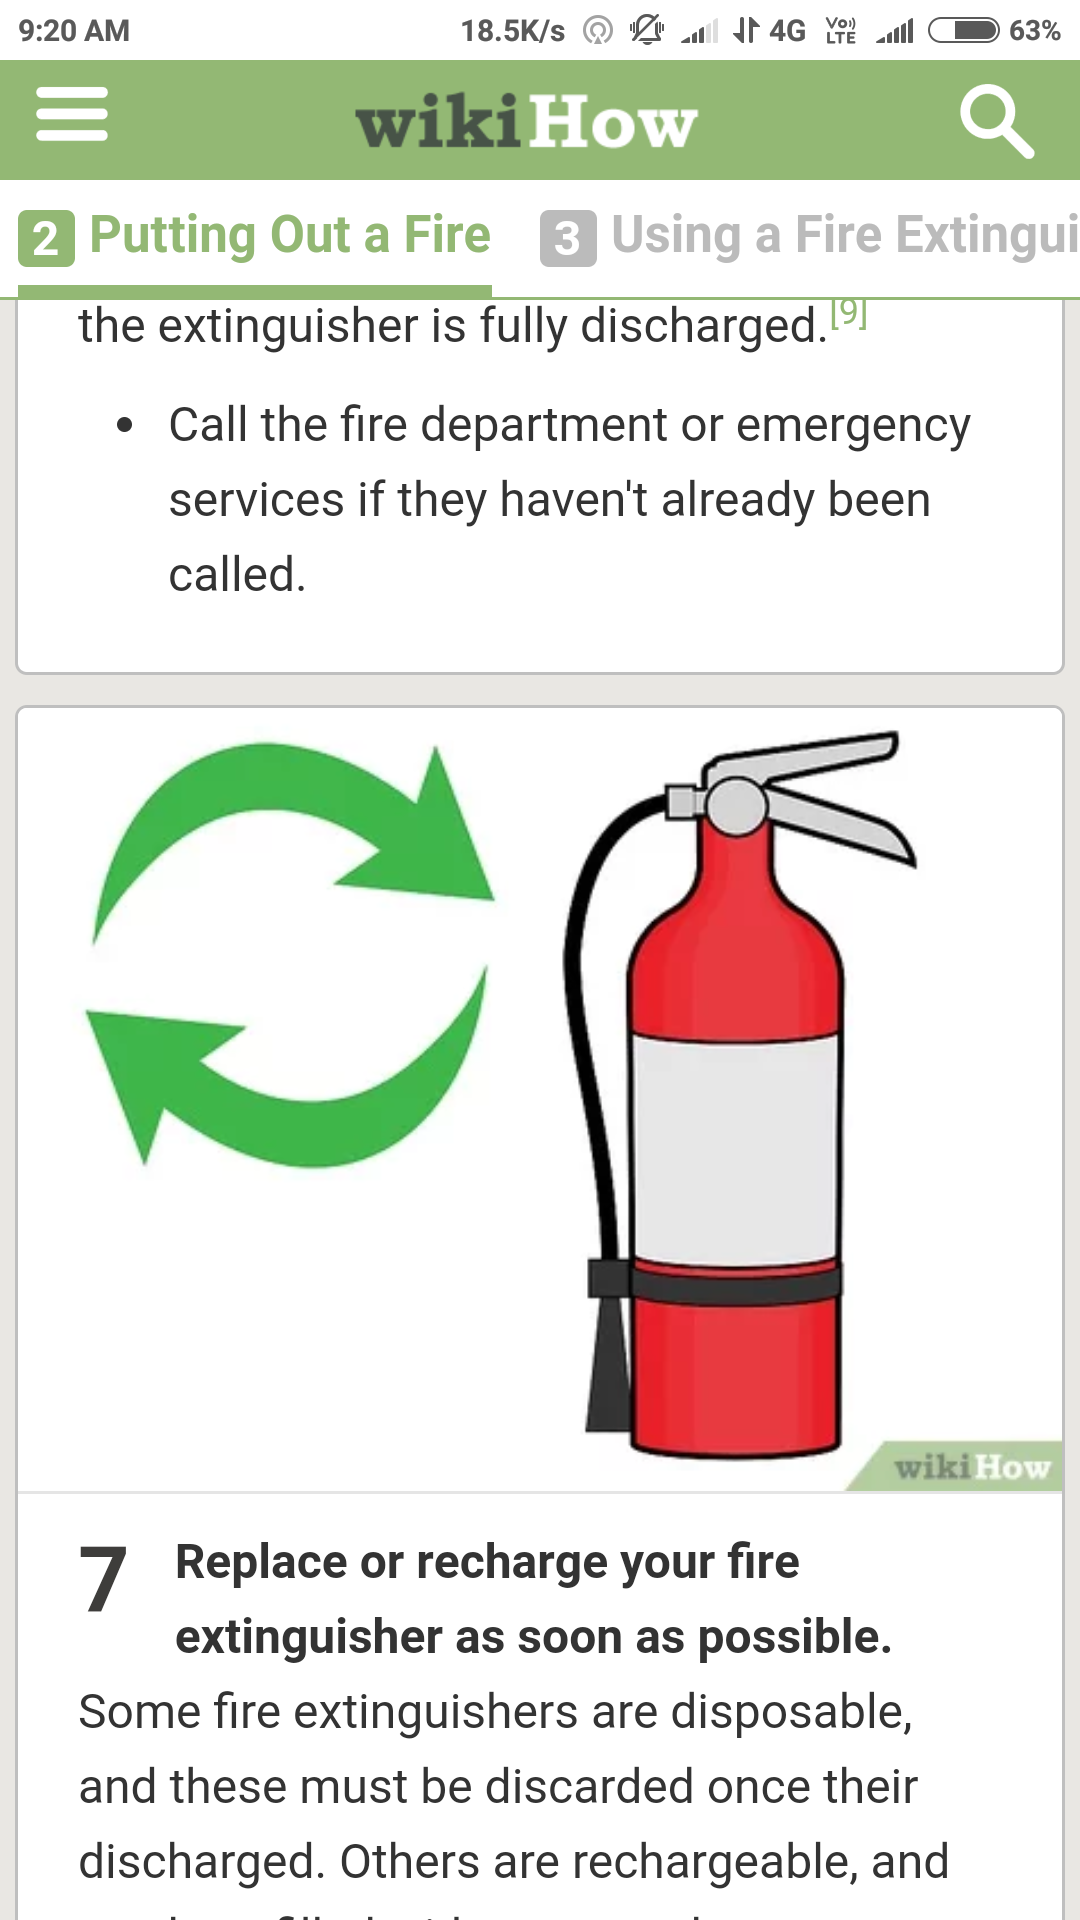 9:20 AM 18.5K/s 4G VoLTE 63%
wikiHow
2 Putting Out a Fire 3 Using a Fire Extingui
the extinguisher is fully discharged.[9]
• Call the fire department or emergency
services if they haven't already been
called.
wikiHow
7 Replace or recharge your fire
extinguisher as soon as possible.
Some fire extinguishers are disposable,
and these must be discarded once their
discharged. Others are rechargeable, and